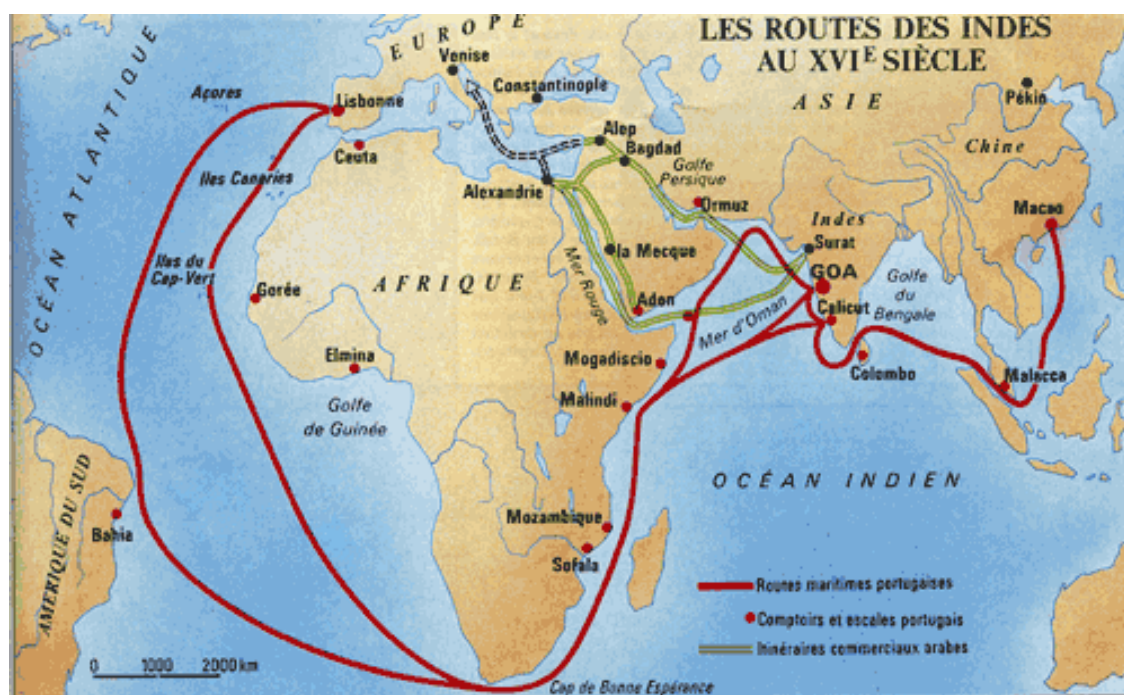 LES ROUTES DES INDES
AU XVIE SIÈCLE
EUROPE
Venise
Constantinople
ASIE
Pékin
Açores
Lisbonne
OCÉAN ATLANTIQUE
Ceuta
Alep
Bagdad
Chine
Iles Canaries
Alexandrie
Golfe
Persique
Ormuz
Macao
Indes
Surat
Ilas du
Cap-Vert
la Mecque
GOA
AFRIQUE
Mer Rouge
Golfe
du
Bengale
Gorée
Adon
Mer d'Oman
Calicut
Elmina
Mogadiscio
Colombo
Malacca
Golfe
de Guinée
Malindi
OCÉAN INDIEN
AMÉRIQUE DU SUD
Bahia
Mozambique
Sofala
Routes maritimes portugaises
Comptoirs et escales portugais
Itinéraires commerciaux arabes
0 1000 2000 km
Cap de Bonne Espérance